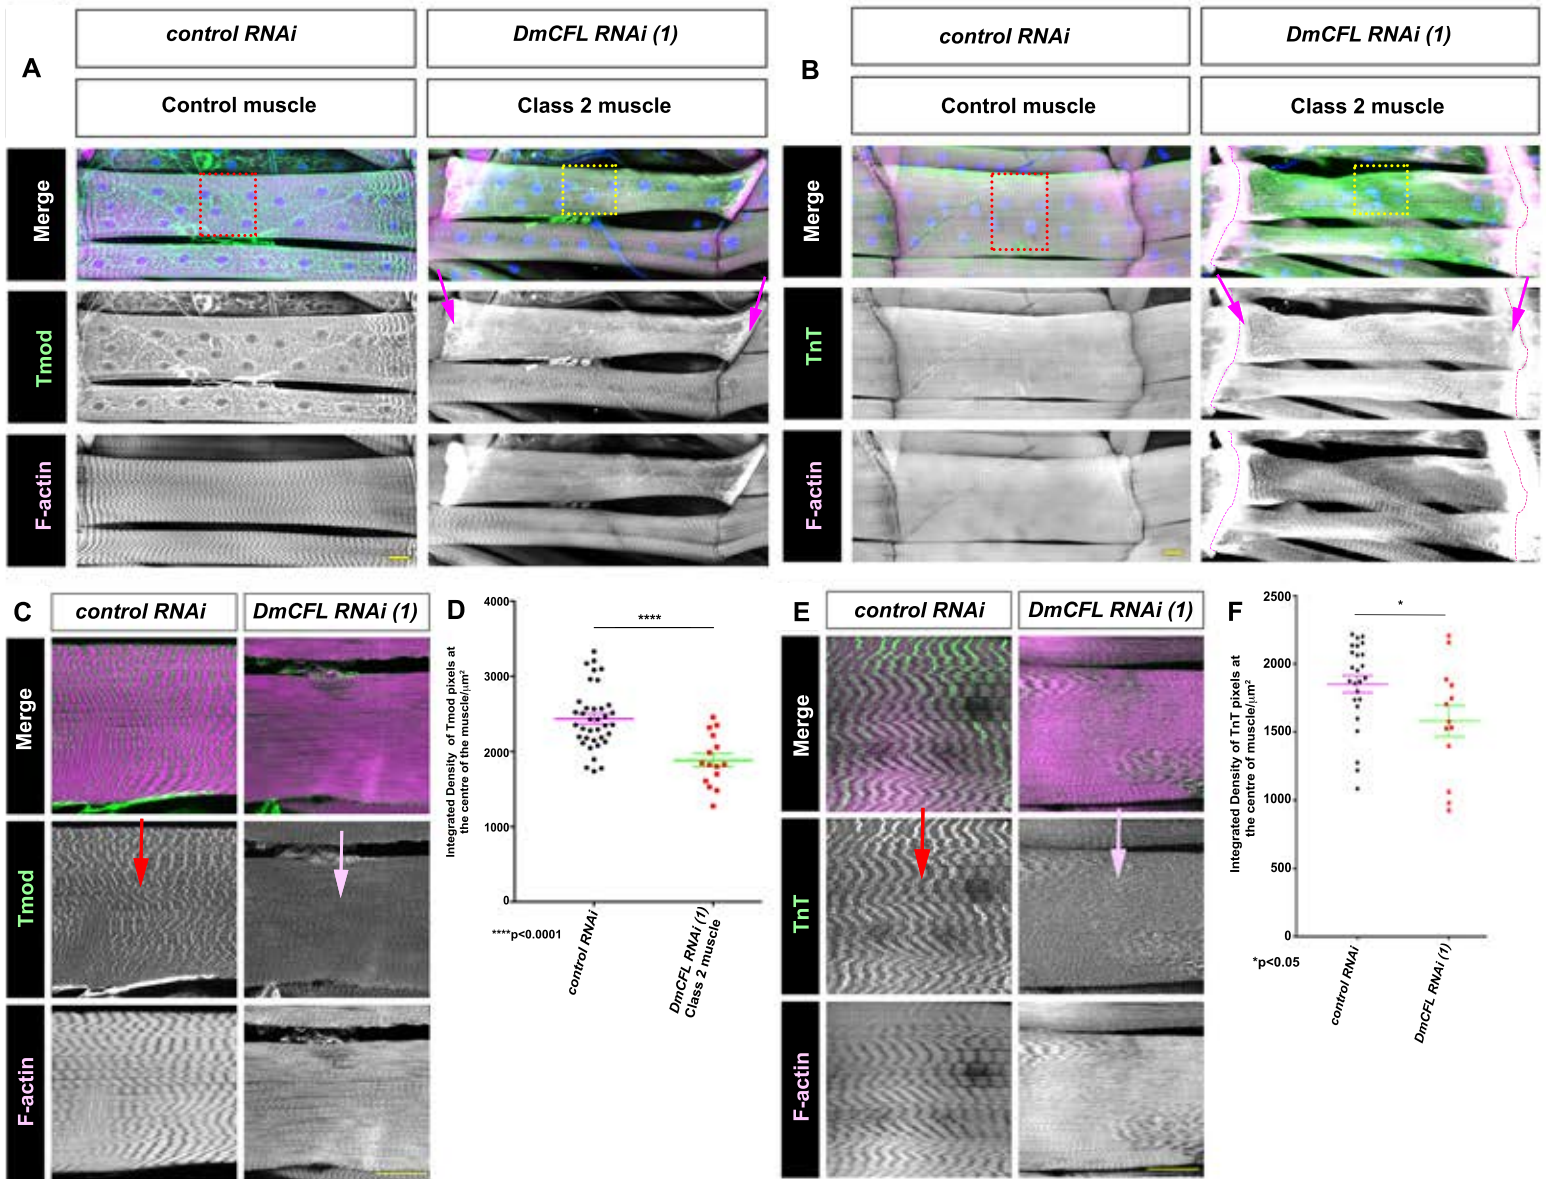 A
control RNAi
DmCFL RNAi (1)
Control muscle
Class 2 muscle
Merge
Tmod
F-actin
B
control RNAi
DmCFL RNAi (1)
Control muscle
Class 2 muscle
Merge
TnT
F-actin
C
control RNAi
DmCFL RNAi (1)
Merge
Tmod
F-actin
D
Integrated Density of Tmod pixels at
the centre of the muscle/µm²
4000
3000
2000
1000
0
****
****p<0.0001
control RNAi
DmCFL RNAi (1)
Class 2 muscle
E
control RNAi
DmCFL RNAi (1)
Merge
TnT
F-actin
F
Integrated Density of TnT pixels at
the centre of muscle/µm²
2500
2000
1500
1000
500
0
*
*p<0.05
control RNAi
DmCFL RNAi (1)